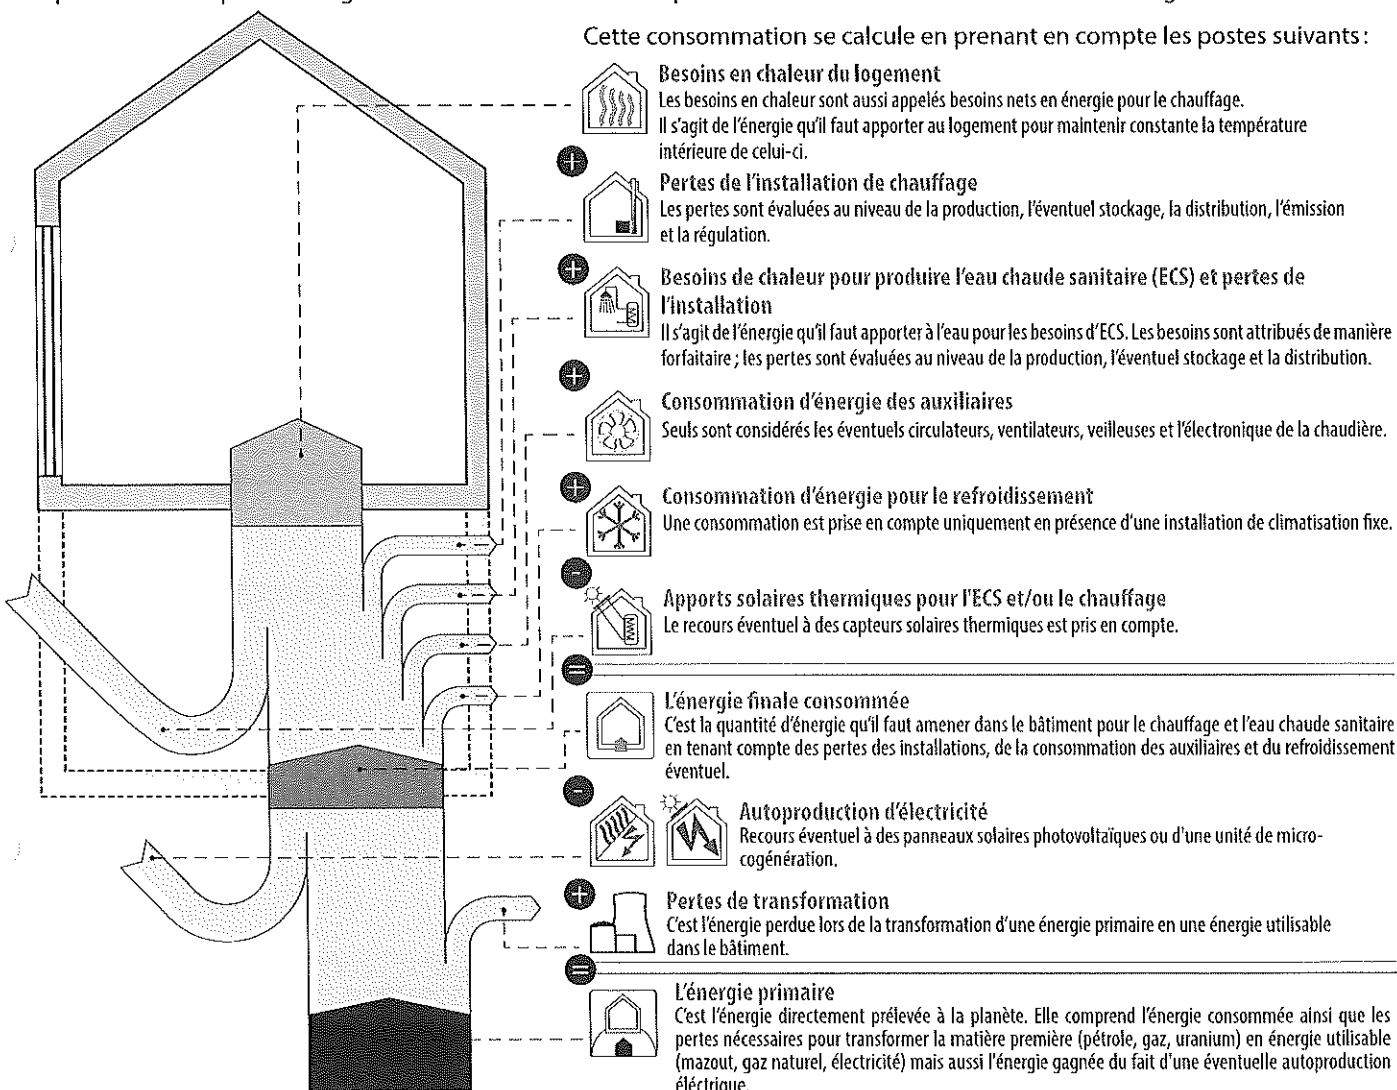 Cette consommation se calcule en prenant en compte les postes suivants :
Besoins en chaleur du logement
Les besoins en chaleur sont aussi appelés besoins nets en énergie pour le chauffage.
Il s'agit de l'énergie qu'il faut apporter au logement pour maintenir constante la température
intérieure de celui-ci.
+
Pertes de l'installation de chauffage
Les pertes sont évaluées au niveau de la production, l'éventuel stockage, la distribution, l'émission
et la régulation.
+
Besoins de chaleur pour produire l'eau chaude sanitaire (ECS) et pertes de
l'installation
Il s'agit de l'énergie qu'il faut apporter à l'eau pour les besoins d'ECS. Les besoins sont attribués de manière
forfaitaire ; les pertes sont évaluées au niveau de la production, l'éventuel stockage et la distribution.
+
Consommation d'énergie des auxiliaires
Seuls sont considérés les éventuels circulateurs, ventilateurs, veilleuses et l'électronique de la chaudière.
+
Consommation d'énergie pour le refroidissement
Une consommation est prise en compte uniquement en présence d'une installation de climatisation fixe.
-
Apports solaires thermiques pour l'ECS et/ou le chauffage
Le recours éventuel à des capteurs solaires thermiques est pris en compte.
=
L'énergie finale consommée
C'est la quantité d'énergie qu'il faut amener dans le bâtiment pour le chauffage et l'eau chaude sanitaire
en tenant compte des pertes des installations, de la consommation des auxiliaires et du refroidissement
éventuel.
-
Autoproduction d'électricité
Recours éventuel à des panneaux solaires photovoltaïques ou d'une unité de micro-
cogénération.
+
Pertes de transformation
C'est l'énergie perdue lors de la transformation d'une énergie primaire en une énergie utilisable
dans le bâtiment.
=
L'énergie primaire
C'est l'énergie directement prélevée à la planète. Elle comprend l'énergie consommée ainsi que les
pertes nécessaires pour transformer la matière première (pétrole, gaz, uranium) en énergie utilisable
(mazout, gaz naturel, électricité) mais aussi l'énergie gagnée du fait d'une éventuelle autoproduction
éléctrique.